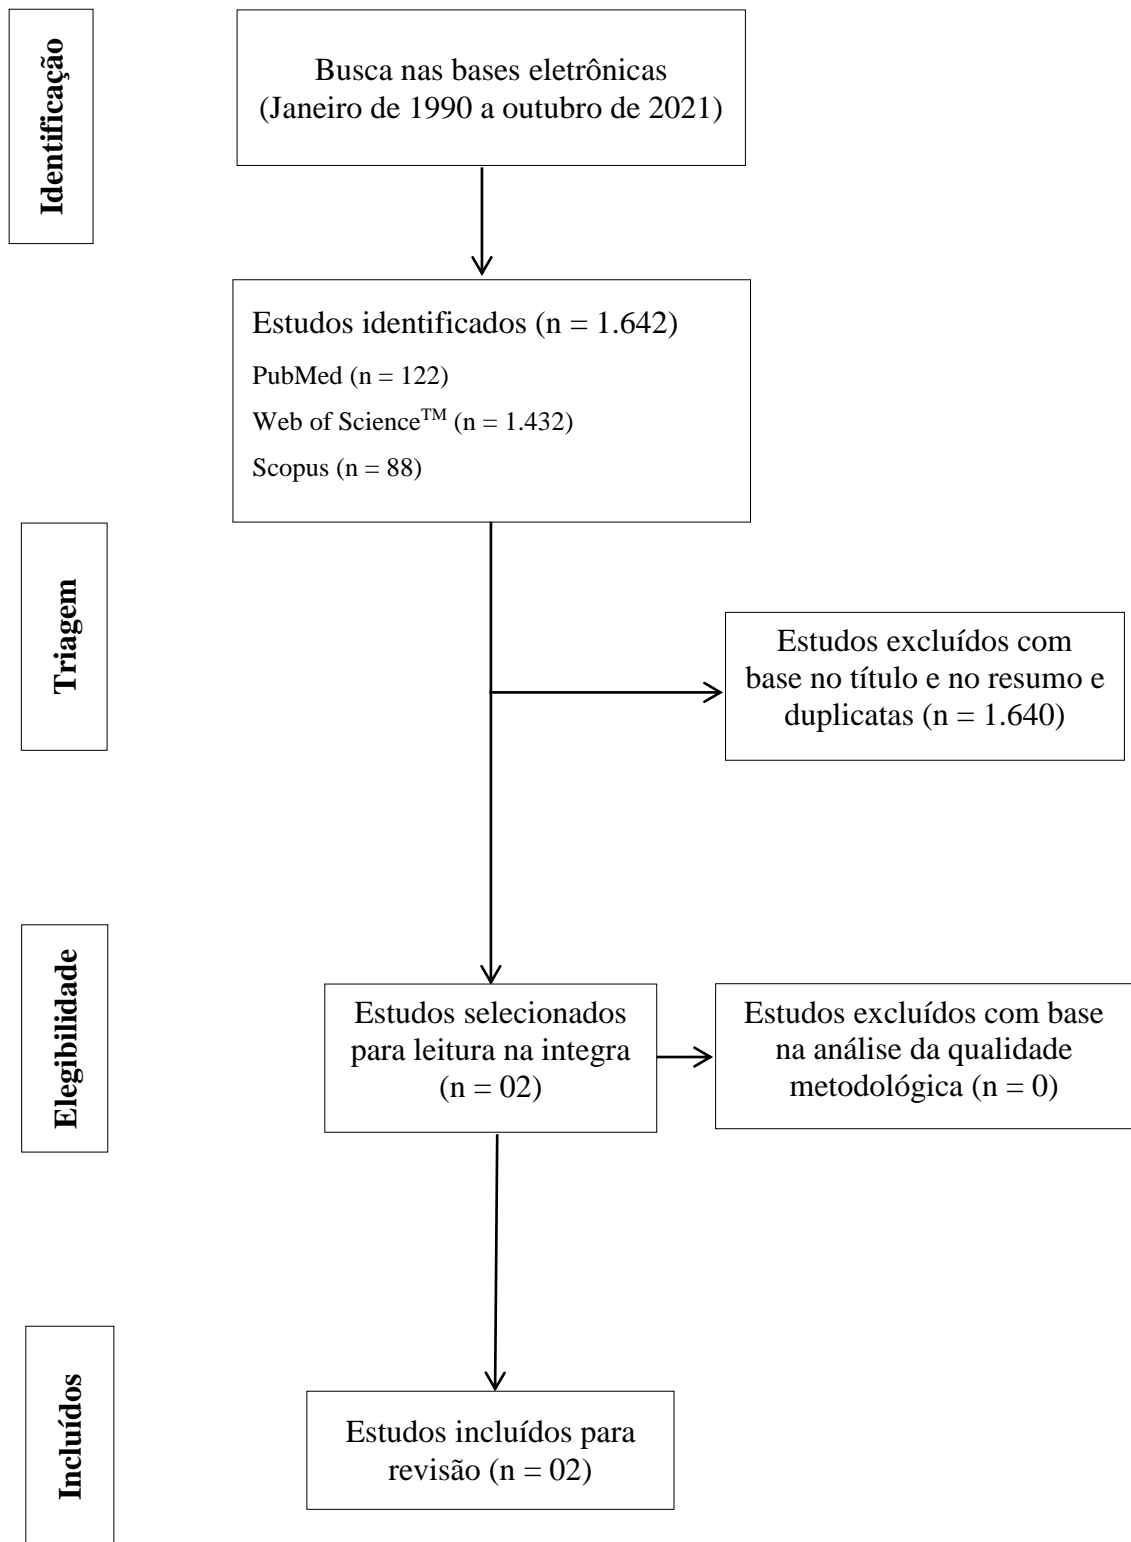 Identificação
Busca nas bases eletrônicas
(Janeiro de 1990 a outubro de 2021)
Estudos identificados (n = 1.642)
PubMed (n = 122)
Web of Science™ (n = 1.432)
Scopus (n = 88)
Triagem
Estudos excluídos com
base no título e no resumo e
duplicatas (n = 1.640)
Elegibilidade
Estudos selecionados
para leitura na integra
(n = 02)
Estudos excluídos com base
na análise da qualidade
metodológica (n = 0)
Incluídos
Estudos incluídos para
revisão (n = 02)